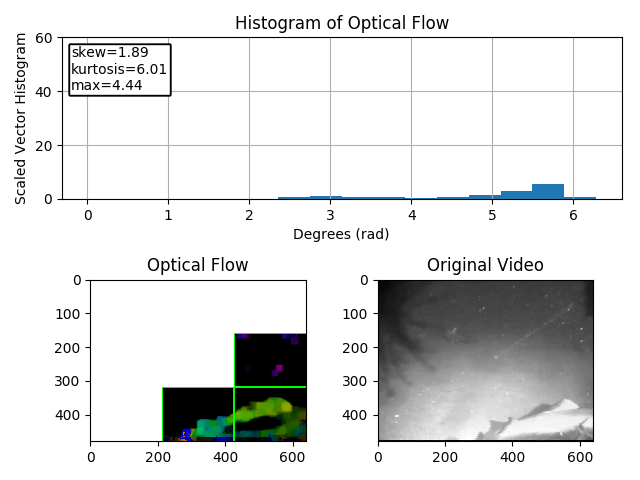 Histogram of Optical Flow
Scaled Vector Histogram
60
40
20
0
skew=1.89
kurtosis=6.01
max=4.44
0 1 2 3 4 5 6
Degrees (rad)
Optical Flow
0
100
200
300
400
0 200 400 600
Original Video
0
100
200
300
400
0 200 400 600